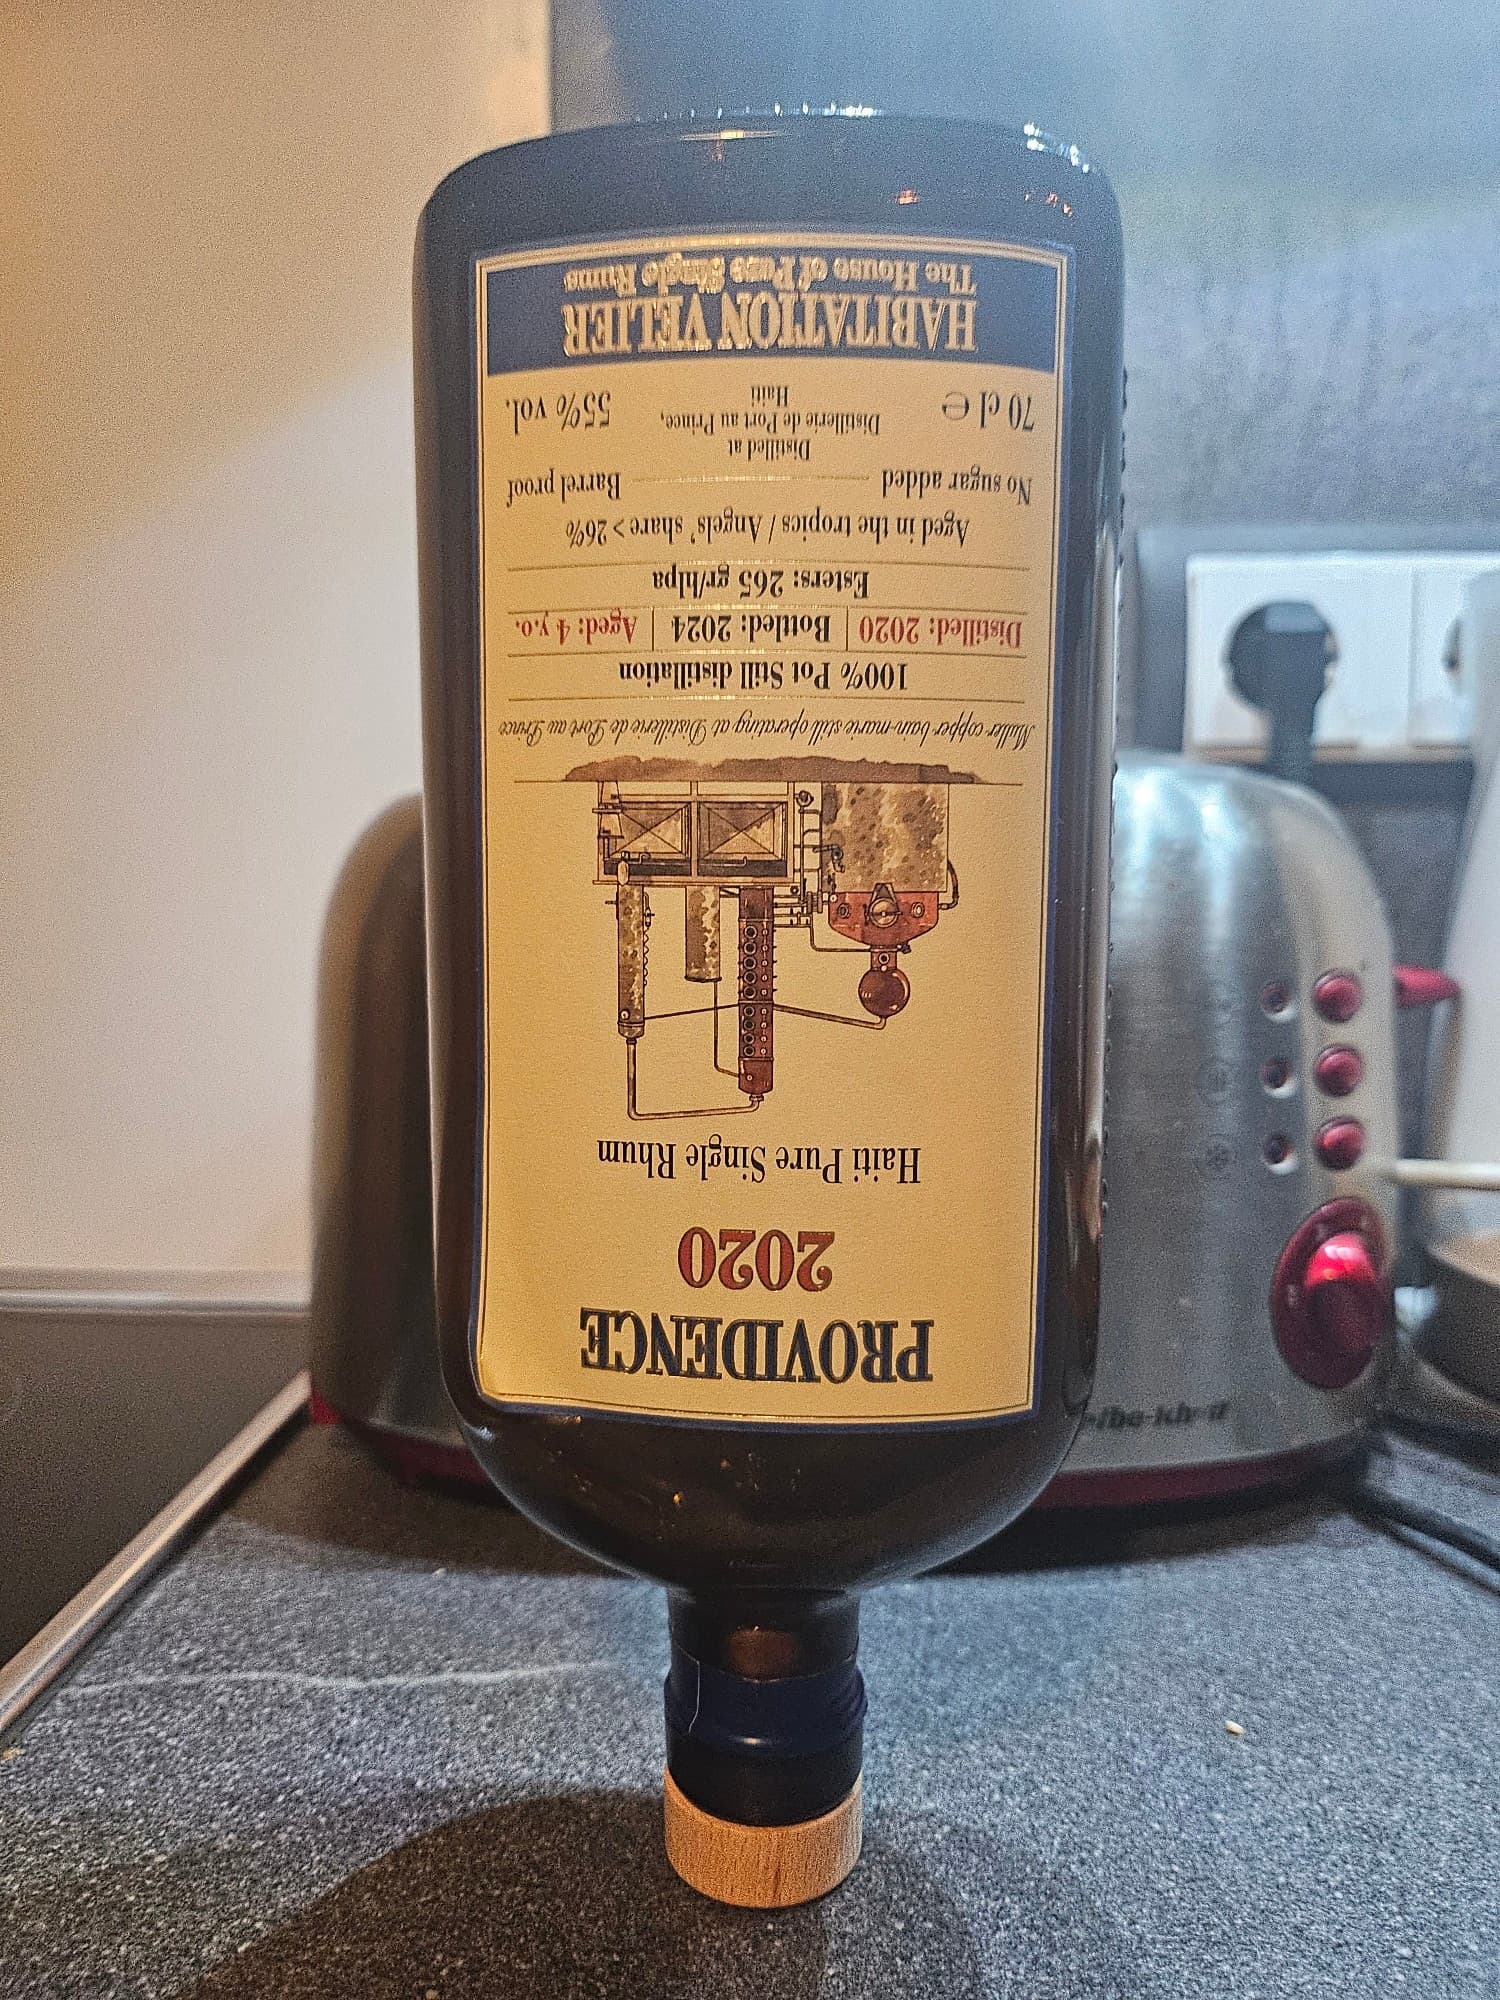 PROVIDENCE
2020
Haiti Pure Single Rhum
Muller copper bain-marie still operating at Distillerie de Port au Prince
100% Pot Still distillation
Distilled: 2020 | Bottled: 2024 | Aged: 4 y.o.
Esters: 265 gr/hlpa
Aged in the tropics / Angels' share > 26%
No sugar added Barrel proof
Distilled at
70 cl ℮ Distillerie de Port au Prince, 55% vol.
Haiti
HABITATION VELIER
The House of Pure Single Rums